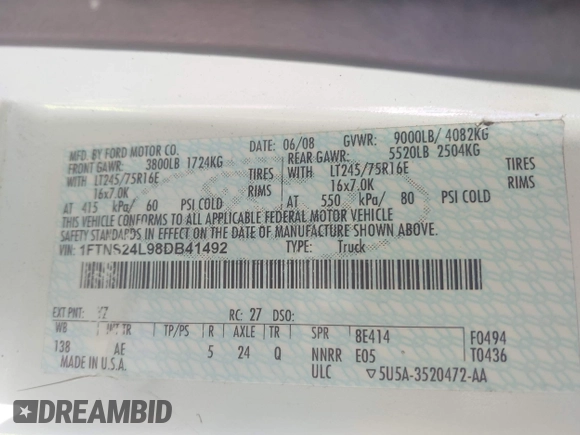 MFD. BY FORD MOTOR CO.
DATE: 06/08 GVWR: 9000LB/ 4082KG
FRONT GAWR: 3800LB 1724KG REAR GAWR: 5520LB 2504KG
WITH LT245/75R16E TIRES WITH LT245/75R16E TIRES
16x7.0K RIMS 16x7.0K RIMS
AT 415 kPa/ 60 PSI COLD AT 550 kPa/ 80 PSI COLD
THIS VEHICLE CONFORMS TO ALL APPLICABLE FEDERAL MOTOR VEHICLE
SAFETY STANDARDS IN EFFECT ON THE DATE OF MANUFACTURE SHOWN ABOVE.
VIN: 1FTNS24L98DB41492 TYPE: Truck
EXT PNT: YZ RC: 27 DSO:
WB TR TP/PS R AXLE TR SPR 8E414 F0494
138 AE 5 24 Q NNRR E05 T0436
MADE IN U.S.A. ULC ▽5U5A-3520472-AA
DREAMBID